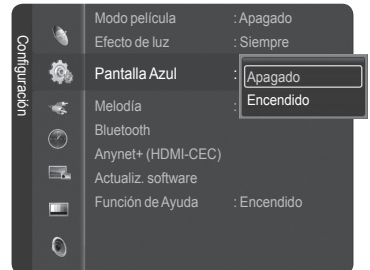 Configuración
Modo película : Apagado
Efecto de luz : Siempre
Pantalla Azul :
Apagado
Encendido
Melodía :
Bluetooth
Anynet+ (HDMI-CEC)
Actualiz. software
Función de Ayuda : Encendido